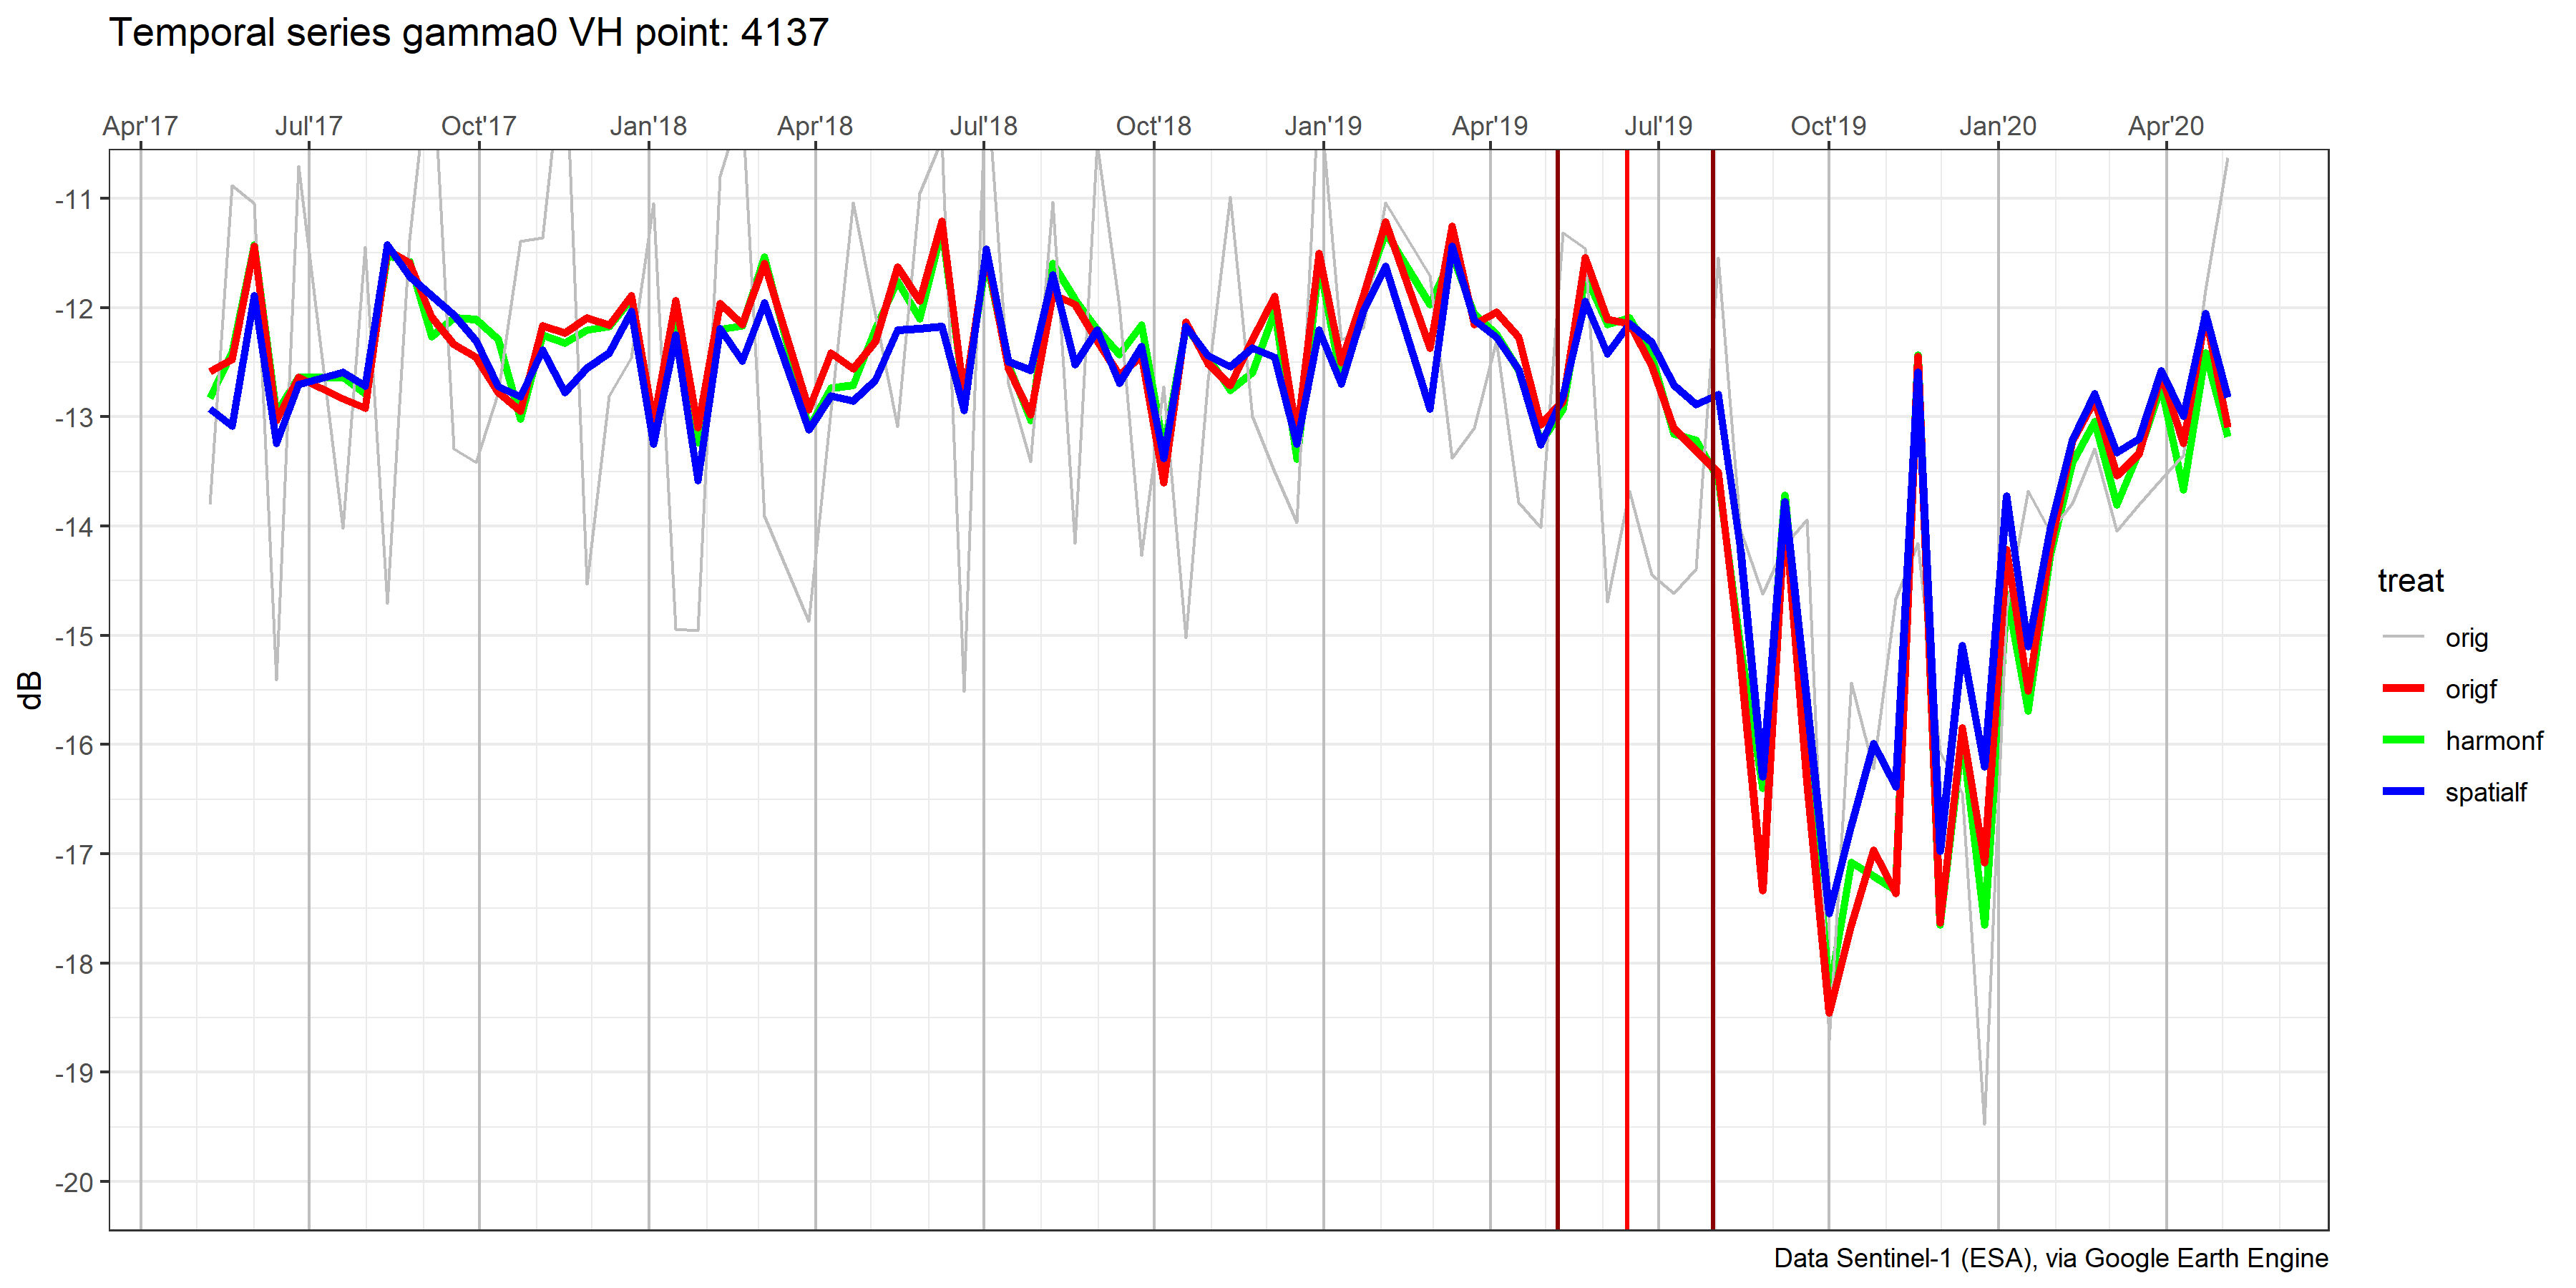 Temporal series gamma0 VH point: 4137
Apr'17 Jul'17 Oct'17 Jan'18 Apr'18 Jul'18 Oct'18 Jan'19 Apr'19 Jul'19 Oct'19 Jan'20 Apr'20
-11
-12
-13
-14
-15
-16
-17
-18
-19
-20
dB
treat
orig
origf
harmonf
spatialf
Data Sentinel-1 (ESA), via Google Earth Engine